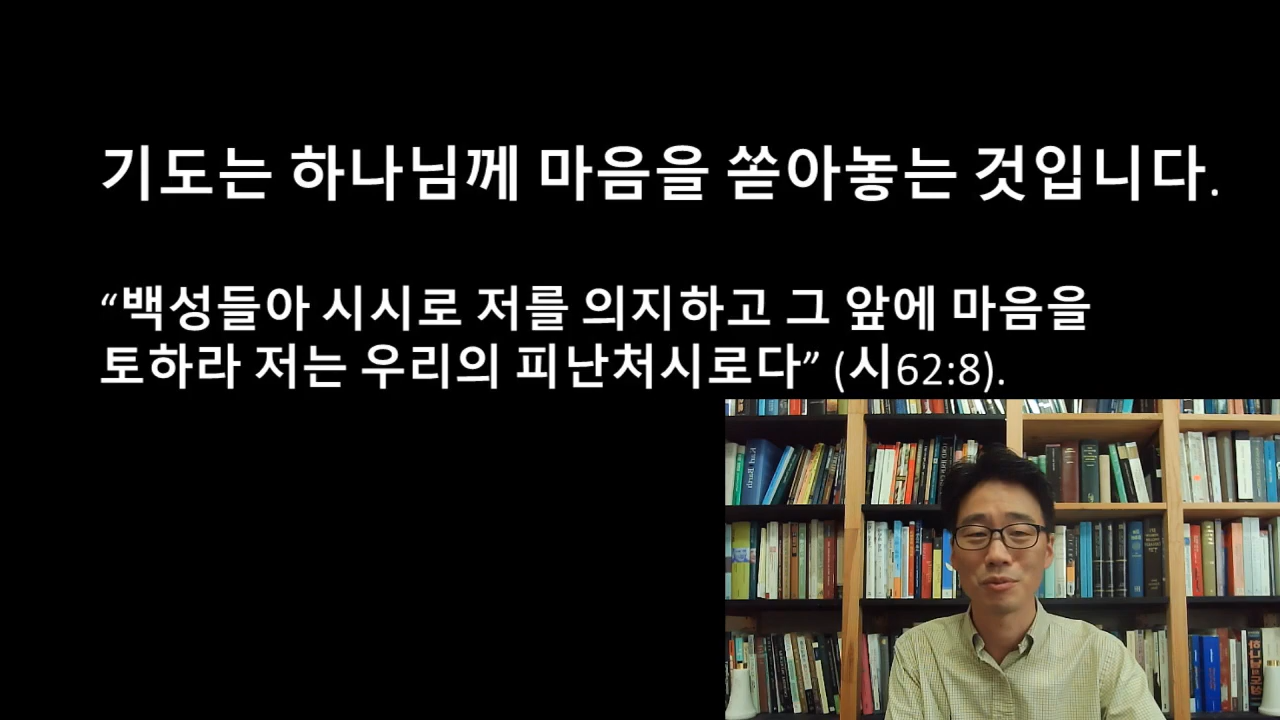 기도는 하나님께 마음을 쏟아놓는 것입니다.
“백성들아 시시로 저를 의지하고 그 앞에 마음을
토하라 저는 우리의 피난처시로다” (시62:8).
Karl Barth